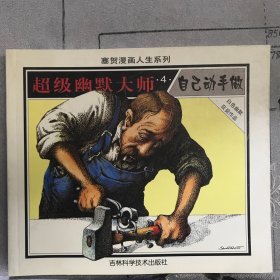 塞贺漫画人生系列
超级幽默大师·4·自己动手做
吉林科学技术出版社